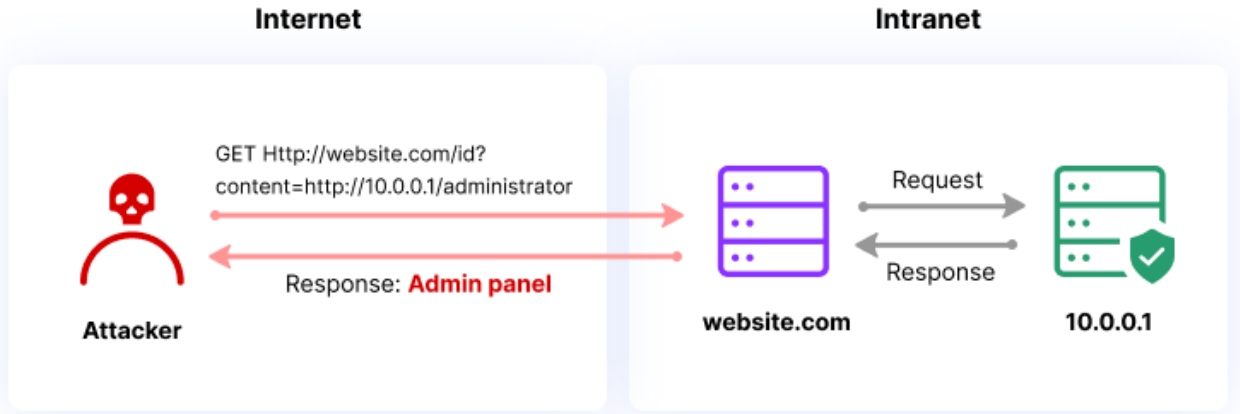 Internet
Intranet
GET Http://website.com/id?
content=http://10.0.0.1/administrator
Response: Admin panel
Attacker
Request
Response
website.com
10.0.0.1